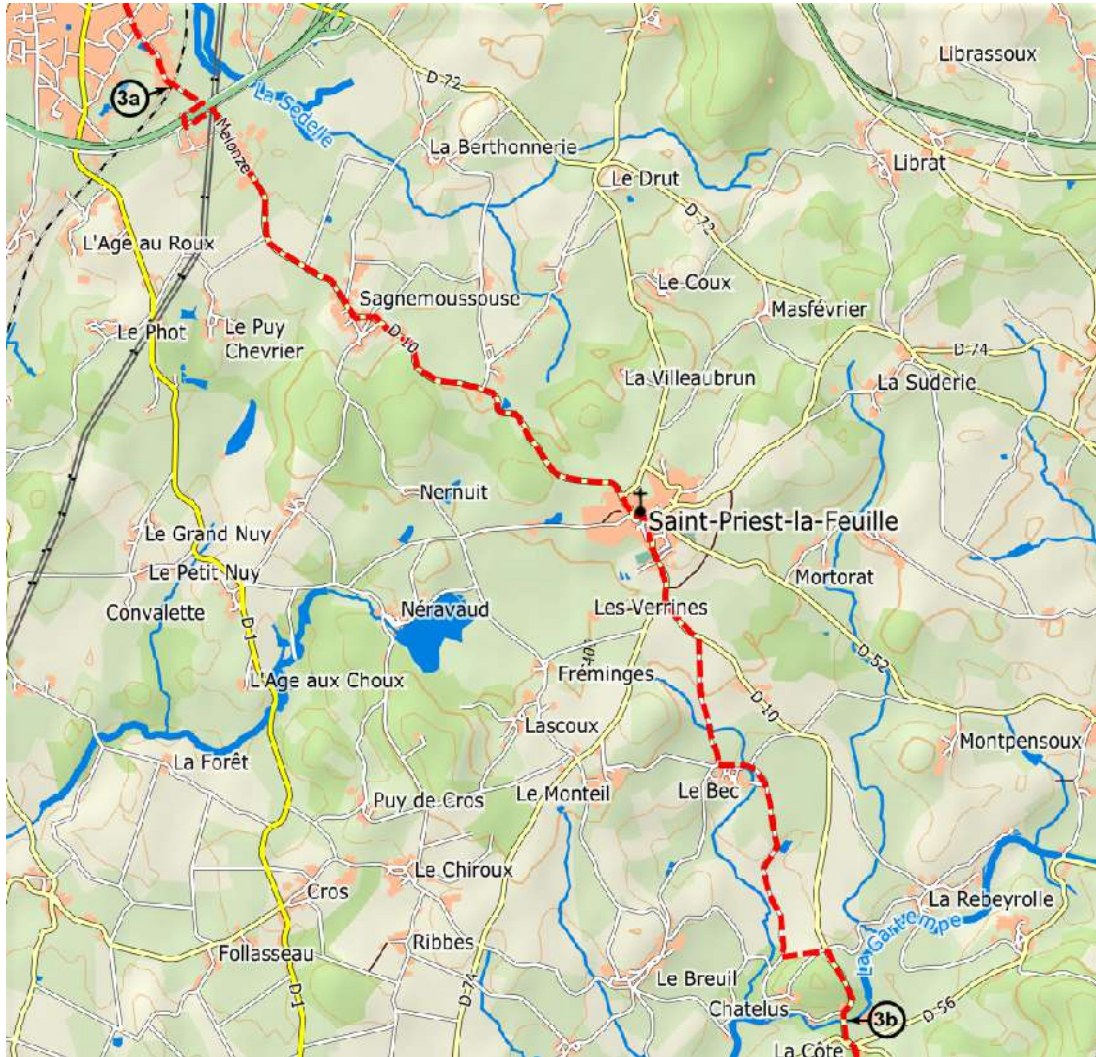 Librassoux
D 72
3a
La Sédelle
La Berthonnerie
Librat
Melonze
Le Drut
D 72
L'Age au Roux
Le Coux
Sagnemoussouse
Masfévrier
Le Phot
Le Puy
Chevrier
D 10
D 74
La Villeaubrun
La Suderie
Nernuit
Saint-Priest-la-Feuille
Le Grand Nuy
Le Petit Nuy
Mortorat
Convalette
Néravaud
Les Verrines
D 1
D 52
40
Fréminges
L'Age aux Choux
D 10
Lascoux
Montpensoux
La Forêt
Puy de Cros
Le Monteil
Le Bec
Le Chiroux
Cros
La Rebeyrolle
La Gartempe
Ribbes
Follasseau
Le Breuil
D 74
D 1
Chatelus
3b
D 56
La Côte